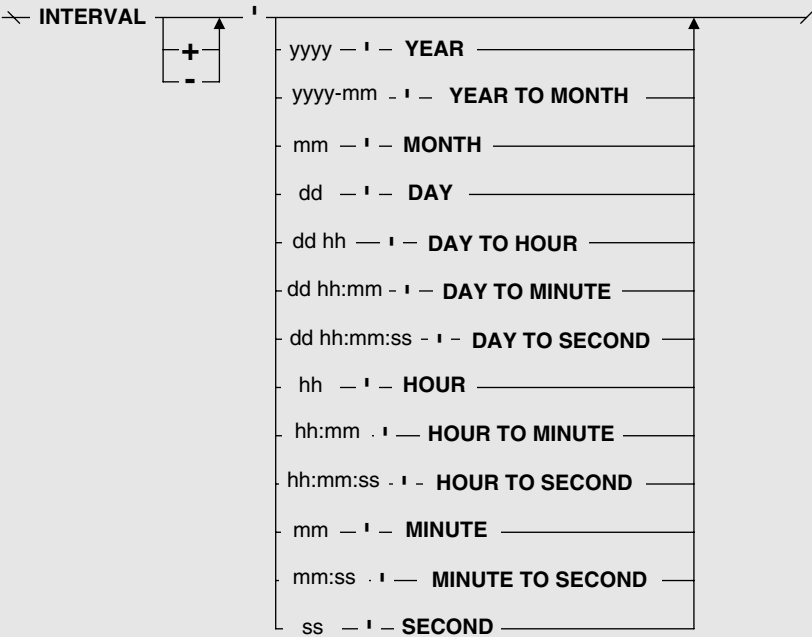 INTERVAL '
+
-
yyyy ' YEAR
yyyy-mm ' YEAR TO MONTH
mm ' MONTH
dd ' DAY
dd hh ' DAY TO HOUR
dd hh:mm ' DAY TO MINUTE
dd hh:mm:ss ' DAY TO SECOND
hh ' HOUR
hh:mm ' HOUR TO MINUTE
hh:mm:ss ' HOUR TO SECOND
mm ' MINUTE
mm:ss ' MINUTE TO SECOND
ss ' SECOND